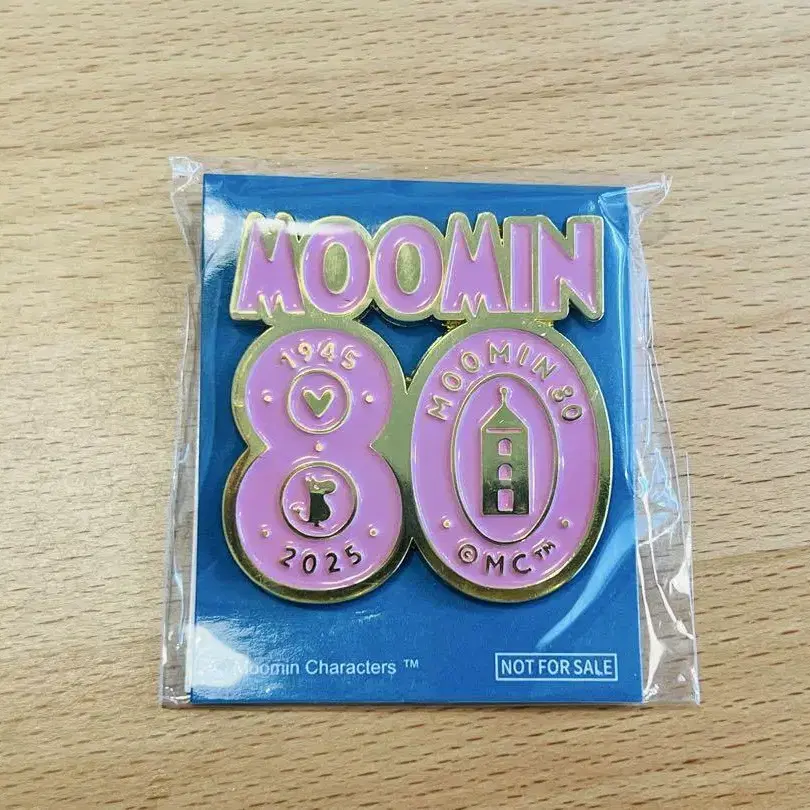 MOOMIN
1945
2025
MOOMIN 80
©MC™
Moomin Characters ™
NOT FOR SALE